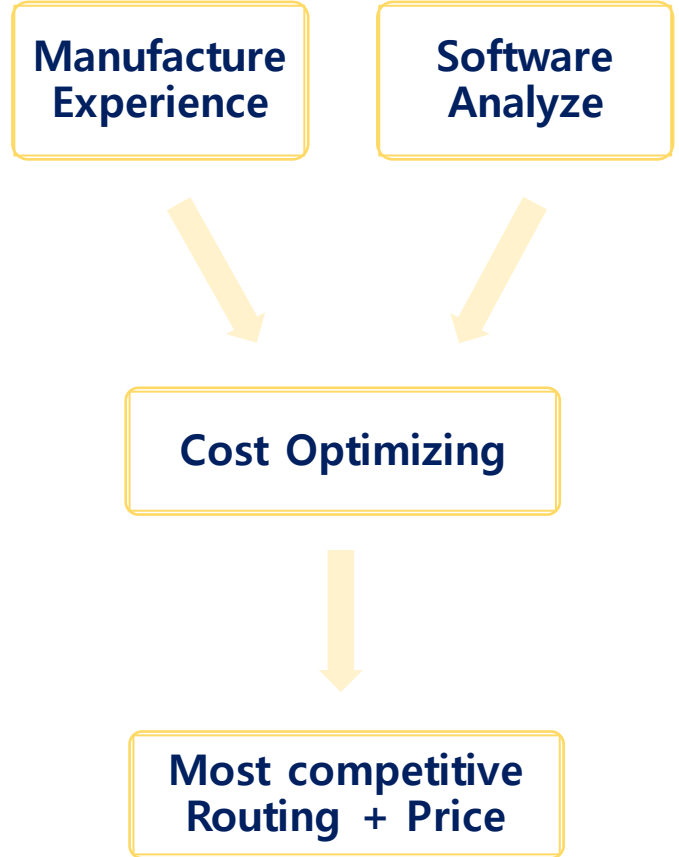 Manufacture
Experience
Software
Analyze
Cost Optimizing
Most competitive
Routing + Price